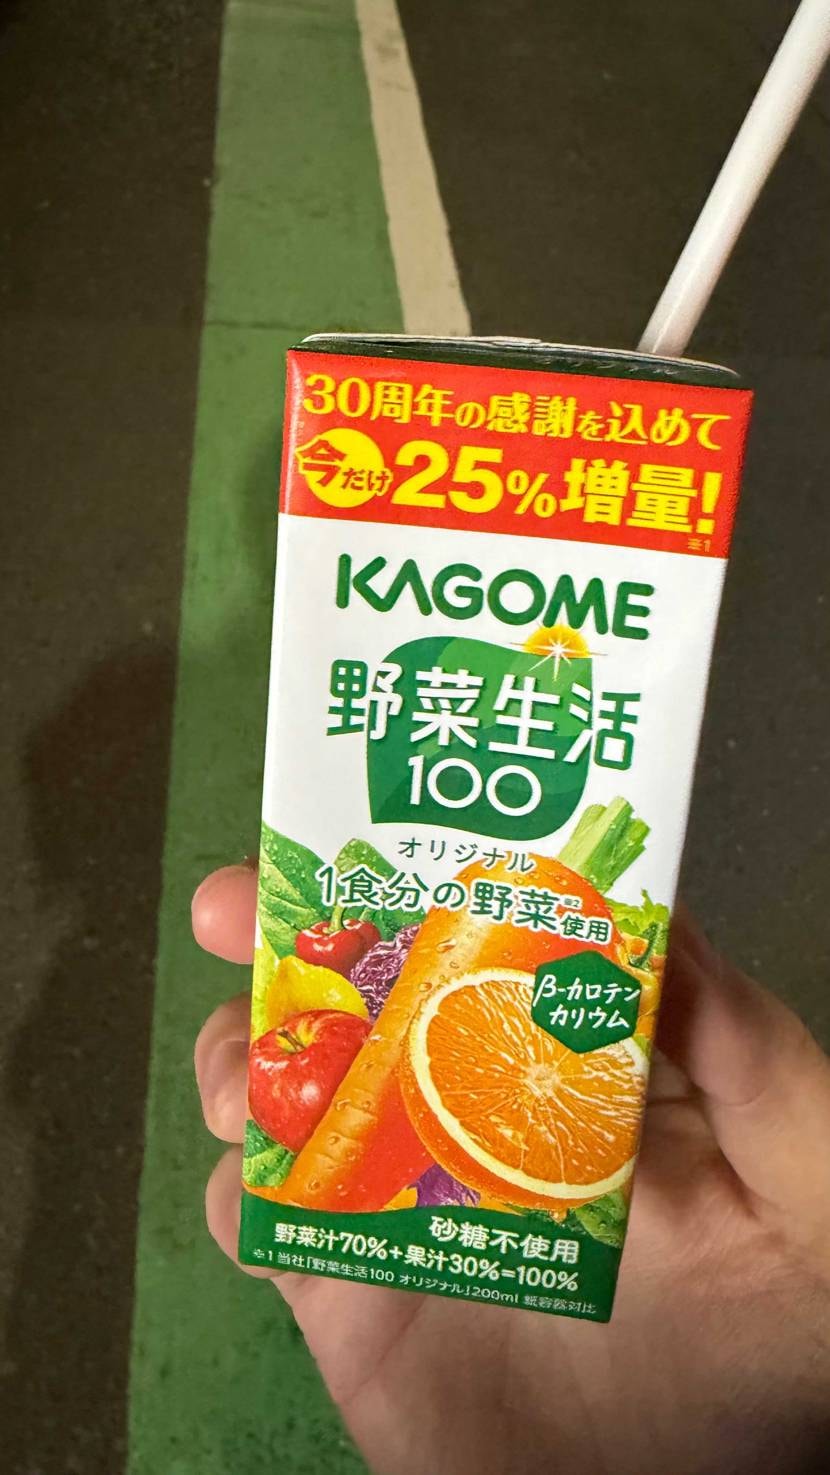 30周年の感謝を込めて
今だけ25%増量!
※1
KAGOME
野菜生活
100
オリジナル
1食分の野菜※2使用
β-カロテン
カリウム
砂糖不使用
野菜汁70%+果汁30%=100%
※1 当社「野菜生活100 オリジナル」200ml 紙容器対比